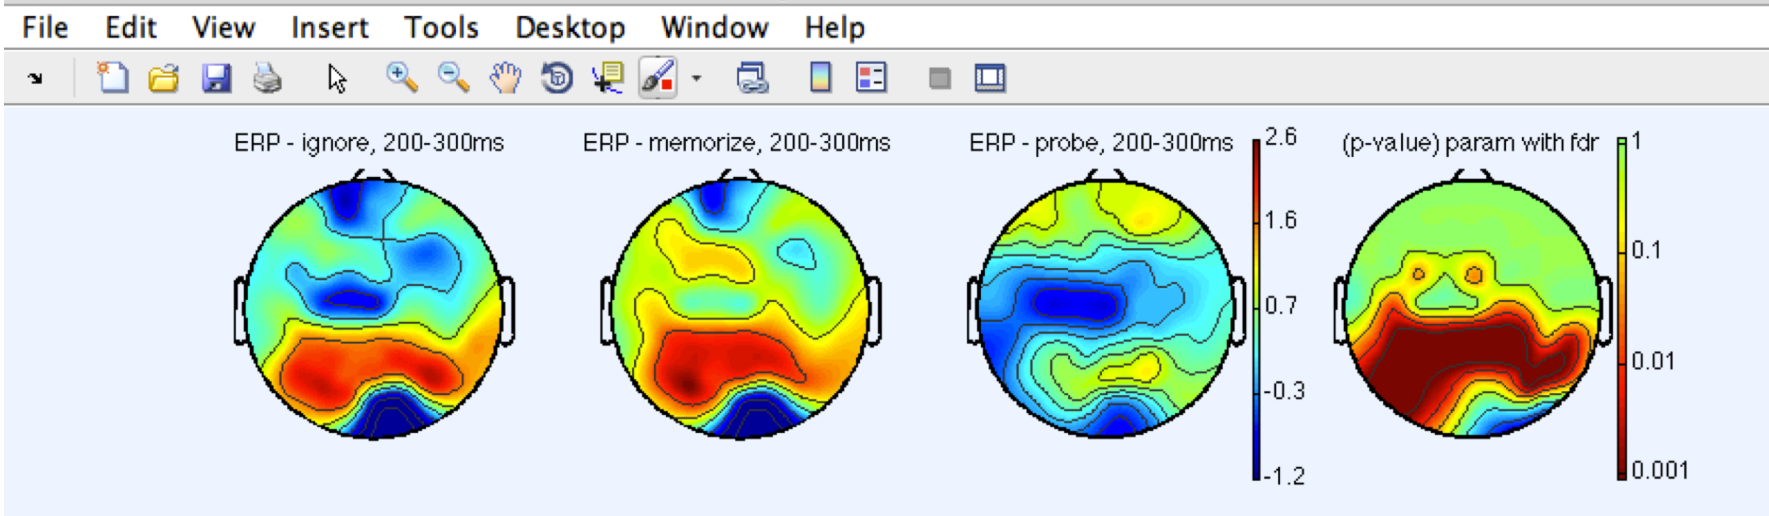 File Edit View Insert Tools Desktop Window Help
ERP - ignore, 200-300ms
ERP - memorize, 200-300ms
ERP - probe, 200-300ms
2.6
1.6
0.7
-0.3
-1.2
(p-value) param with fdr
1
0.1
0.01
0.001